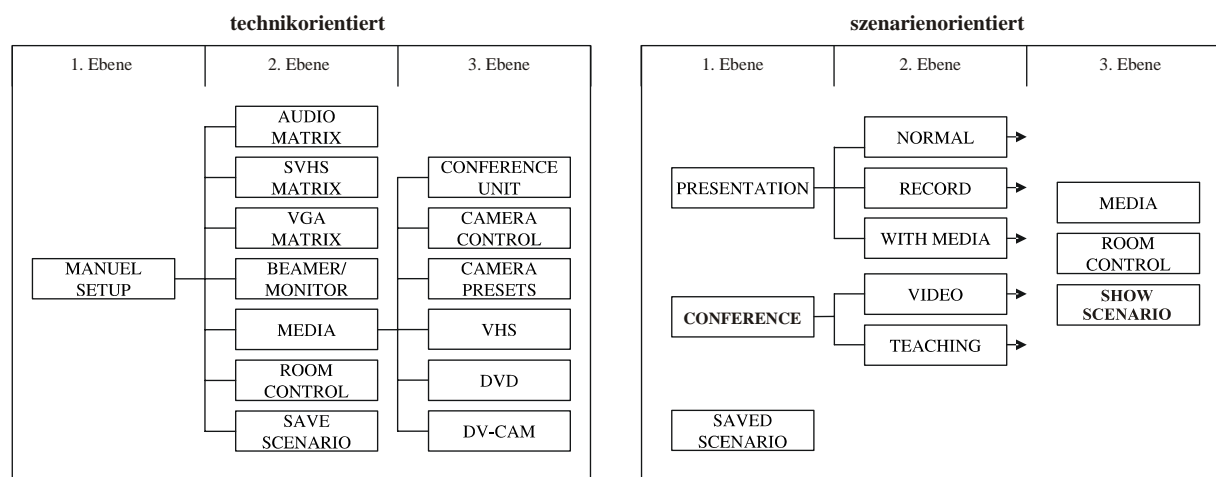 technikorientiert
1. Ebene
2. Ebene
3. Ebene
MANUEL
SETUP
AUDIO
MATRIX
SVHS
MATRIX
VGA
MATRIX
BEAMER/
MONITOR
MEDIA
ROOM
CONTROL
SAVE
SCENARIO
CONFERENCE
UNIT
CAMERA
CONTROL
CAMERA
PRESETS
VHS
DVD
DV-CAM
szenarienorientiert
1. Ebene
2. Ebene
3. Ebene
PRESENTATION
CONFERENCE
SAVED
SCENARIO
NORMAL
RECORD
WITH MEDIA
VIDEO
TEACHING
MEDIA
ROOM
CONTROL
SHOW
SCENARIO